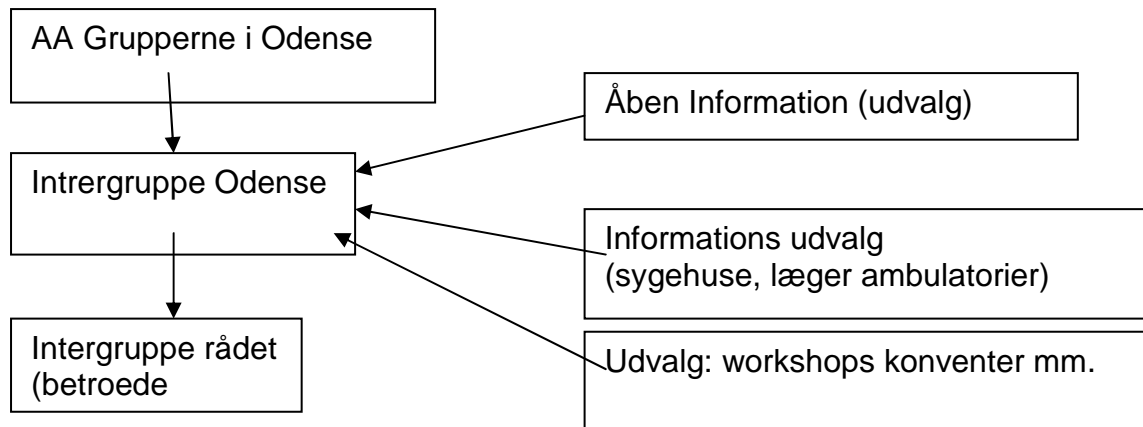 AA Grupperne i Odense
Åben Information (udvalg)
Intrergruppe Odense
Informations udvalg
(sygehuse, læger ambulatorier)
Intergruppe rådet
(betroede
Udvalg: workshops konventer mm.